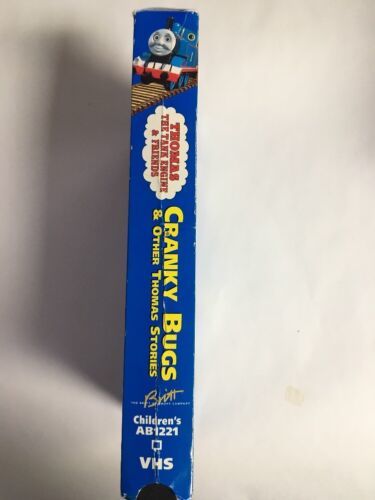 THOMAS
THE TANK ENGINE
& FRIENDS
CRANKY BUGS
& OTHER THOMAS STORIES
Britt
Children's
AB1221
VHS